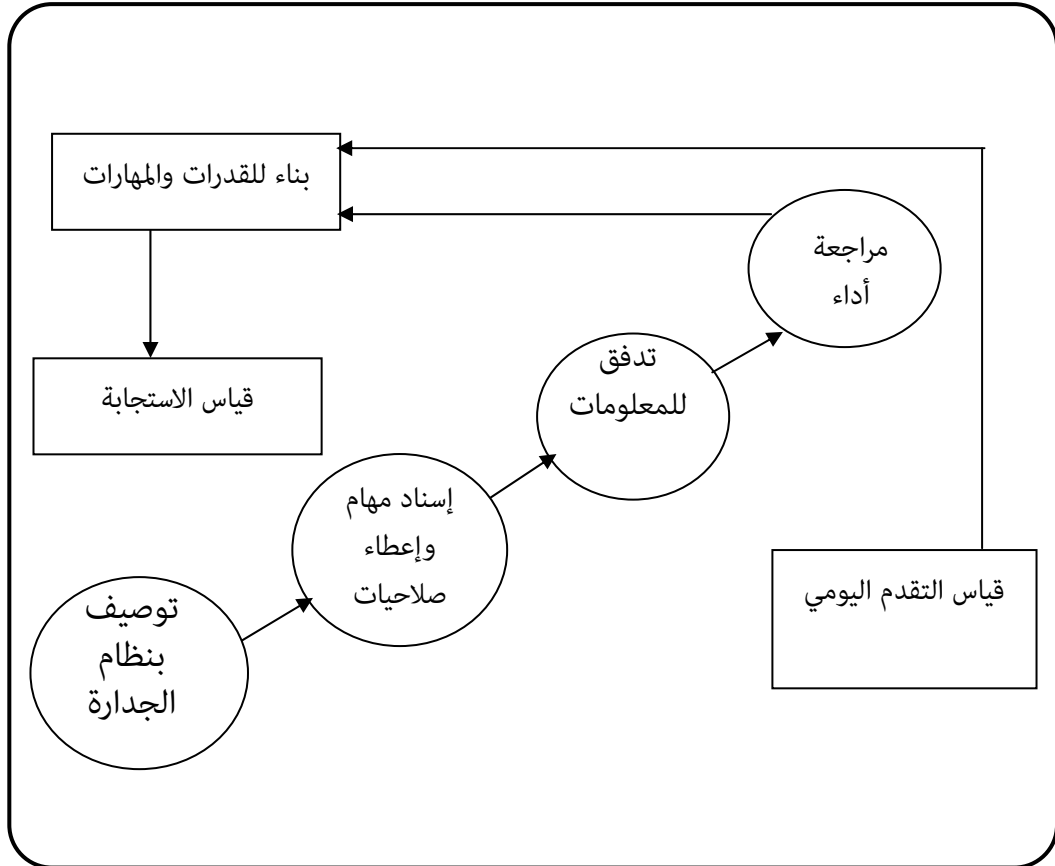 بناء للقدرات والمهارات
مراجعة
أداء
تدفق
للمعلومات
قياس الاستجابة
إسناد مهام
وإعطاء
صلاحيات
قياس التقدم اليومي
توصيف
بنظام
الجدارة